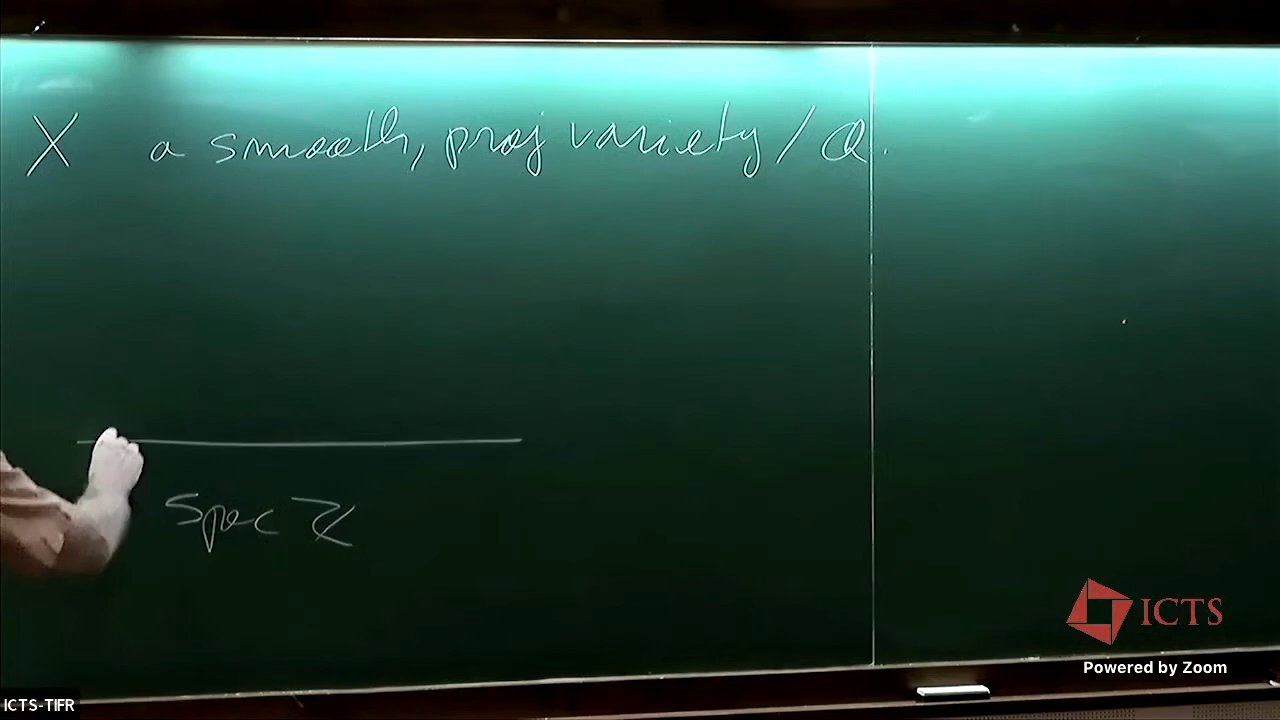 X a smooth, proj variety / Q.
Spec Z
ICTS
Powered by Zoom
ICTS-TIFR